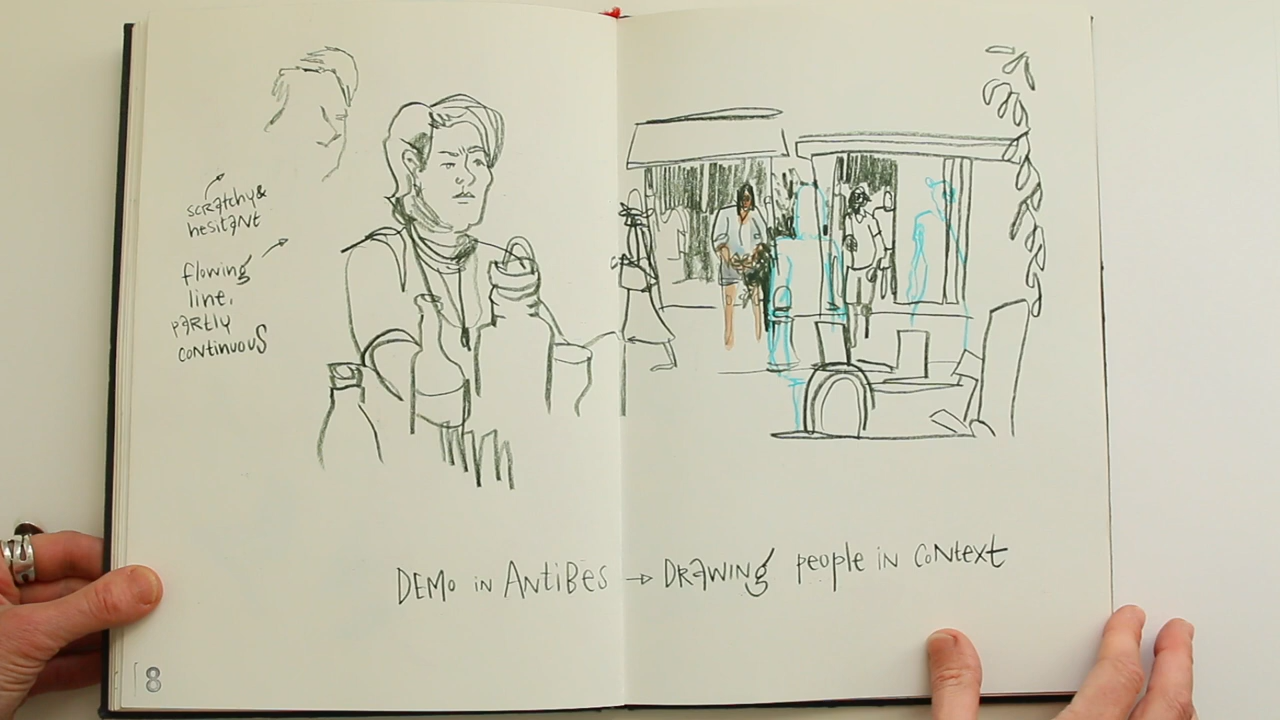 scratchy&
hesitant
flowing
line,
partly
continuous
DEMO IN ANTIBES → DRAWING people IN CONtext
8